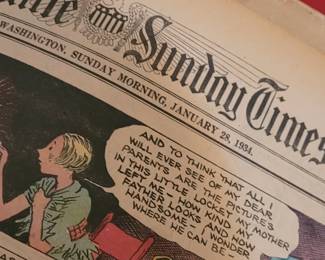 Sunday Times
WASHINGTON, SUNDAY MORNING, JANUARY 28, 1934.
AND TO THINK THAT ALL I
WILL EVER SEE OF MY DEAR
PARENTS ARE THE PICTURES
IN THIS LITTLE LOCKET MY
FATHER LEFT
ME - HOW KIND MY MOTHER
LOOKS AND HOW
HANDSOME - I WONDER
WHERE HE CAN BE -